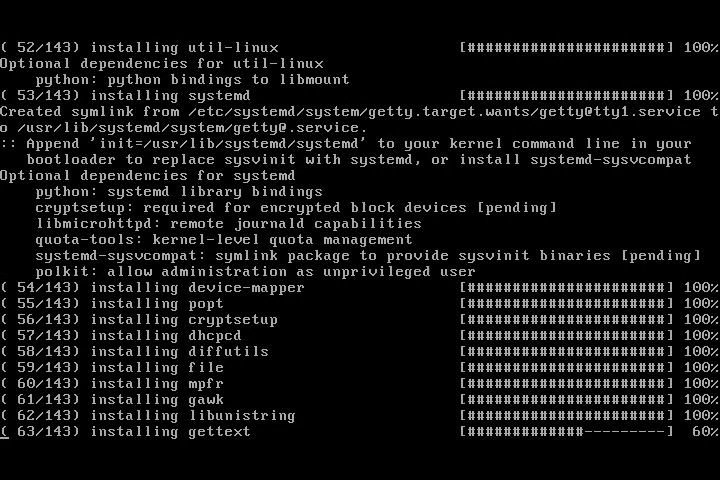 ( 52/143) installing util-linux                      [######################] 100%
Optional dependencies for util-linux
    python: python bindings to libmount
( 53/143) installing systemd                         [######################] 100%
Created symlink from /etc/systemd/system/getty.target.wants/getty@tty1.service t
o /usr/lib/systemd/system/getty@.service.
:: Append 'init=/usr/lib/systemd/systemd' to your kernel command line in your
   bootloader to replace sysvinit with systemd, or install systemd-sysvcompat
Optional dependencies for systemd
    python: systemd library bindings
    cryptsetup: required for encrypted block devices [pending]
    libmicrohttpd: remote journald capabilities
    quota-tools: kernel-level quota management
    systemd-sysvcompat: symlink package to provide sysvinit binaries [pending]
    polkit: allow administration as unprivileged user
( 54/143) installing device-mapper                   [######################] 100%
( 55/143) installing popt                            [######################] 100%
( 56/143) installing cryptsetup                      [######################] 100%
( 57/143) installing dhcpcd                          [######################] 100%
( 58/143) installing diffutils                       [######################] 100%
( 59/143) installing file                            [######################] 100%
( 60/143) installing mpfr                            [######################] 100%
( 61/143) installing gawk                            [######################] 100%
( 62/143) installing libunistring                    [######################] 100%
( 63/143) installing gettext                         [#############---------]  60%